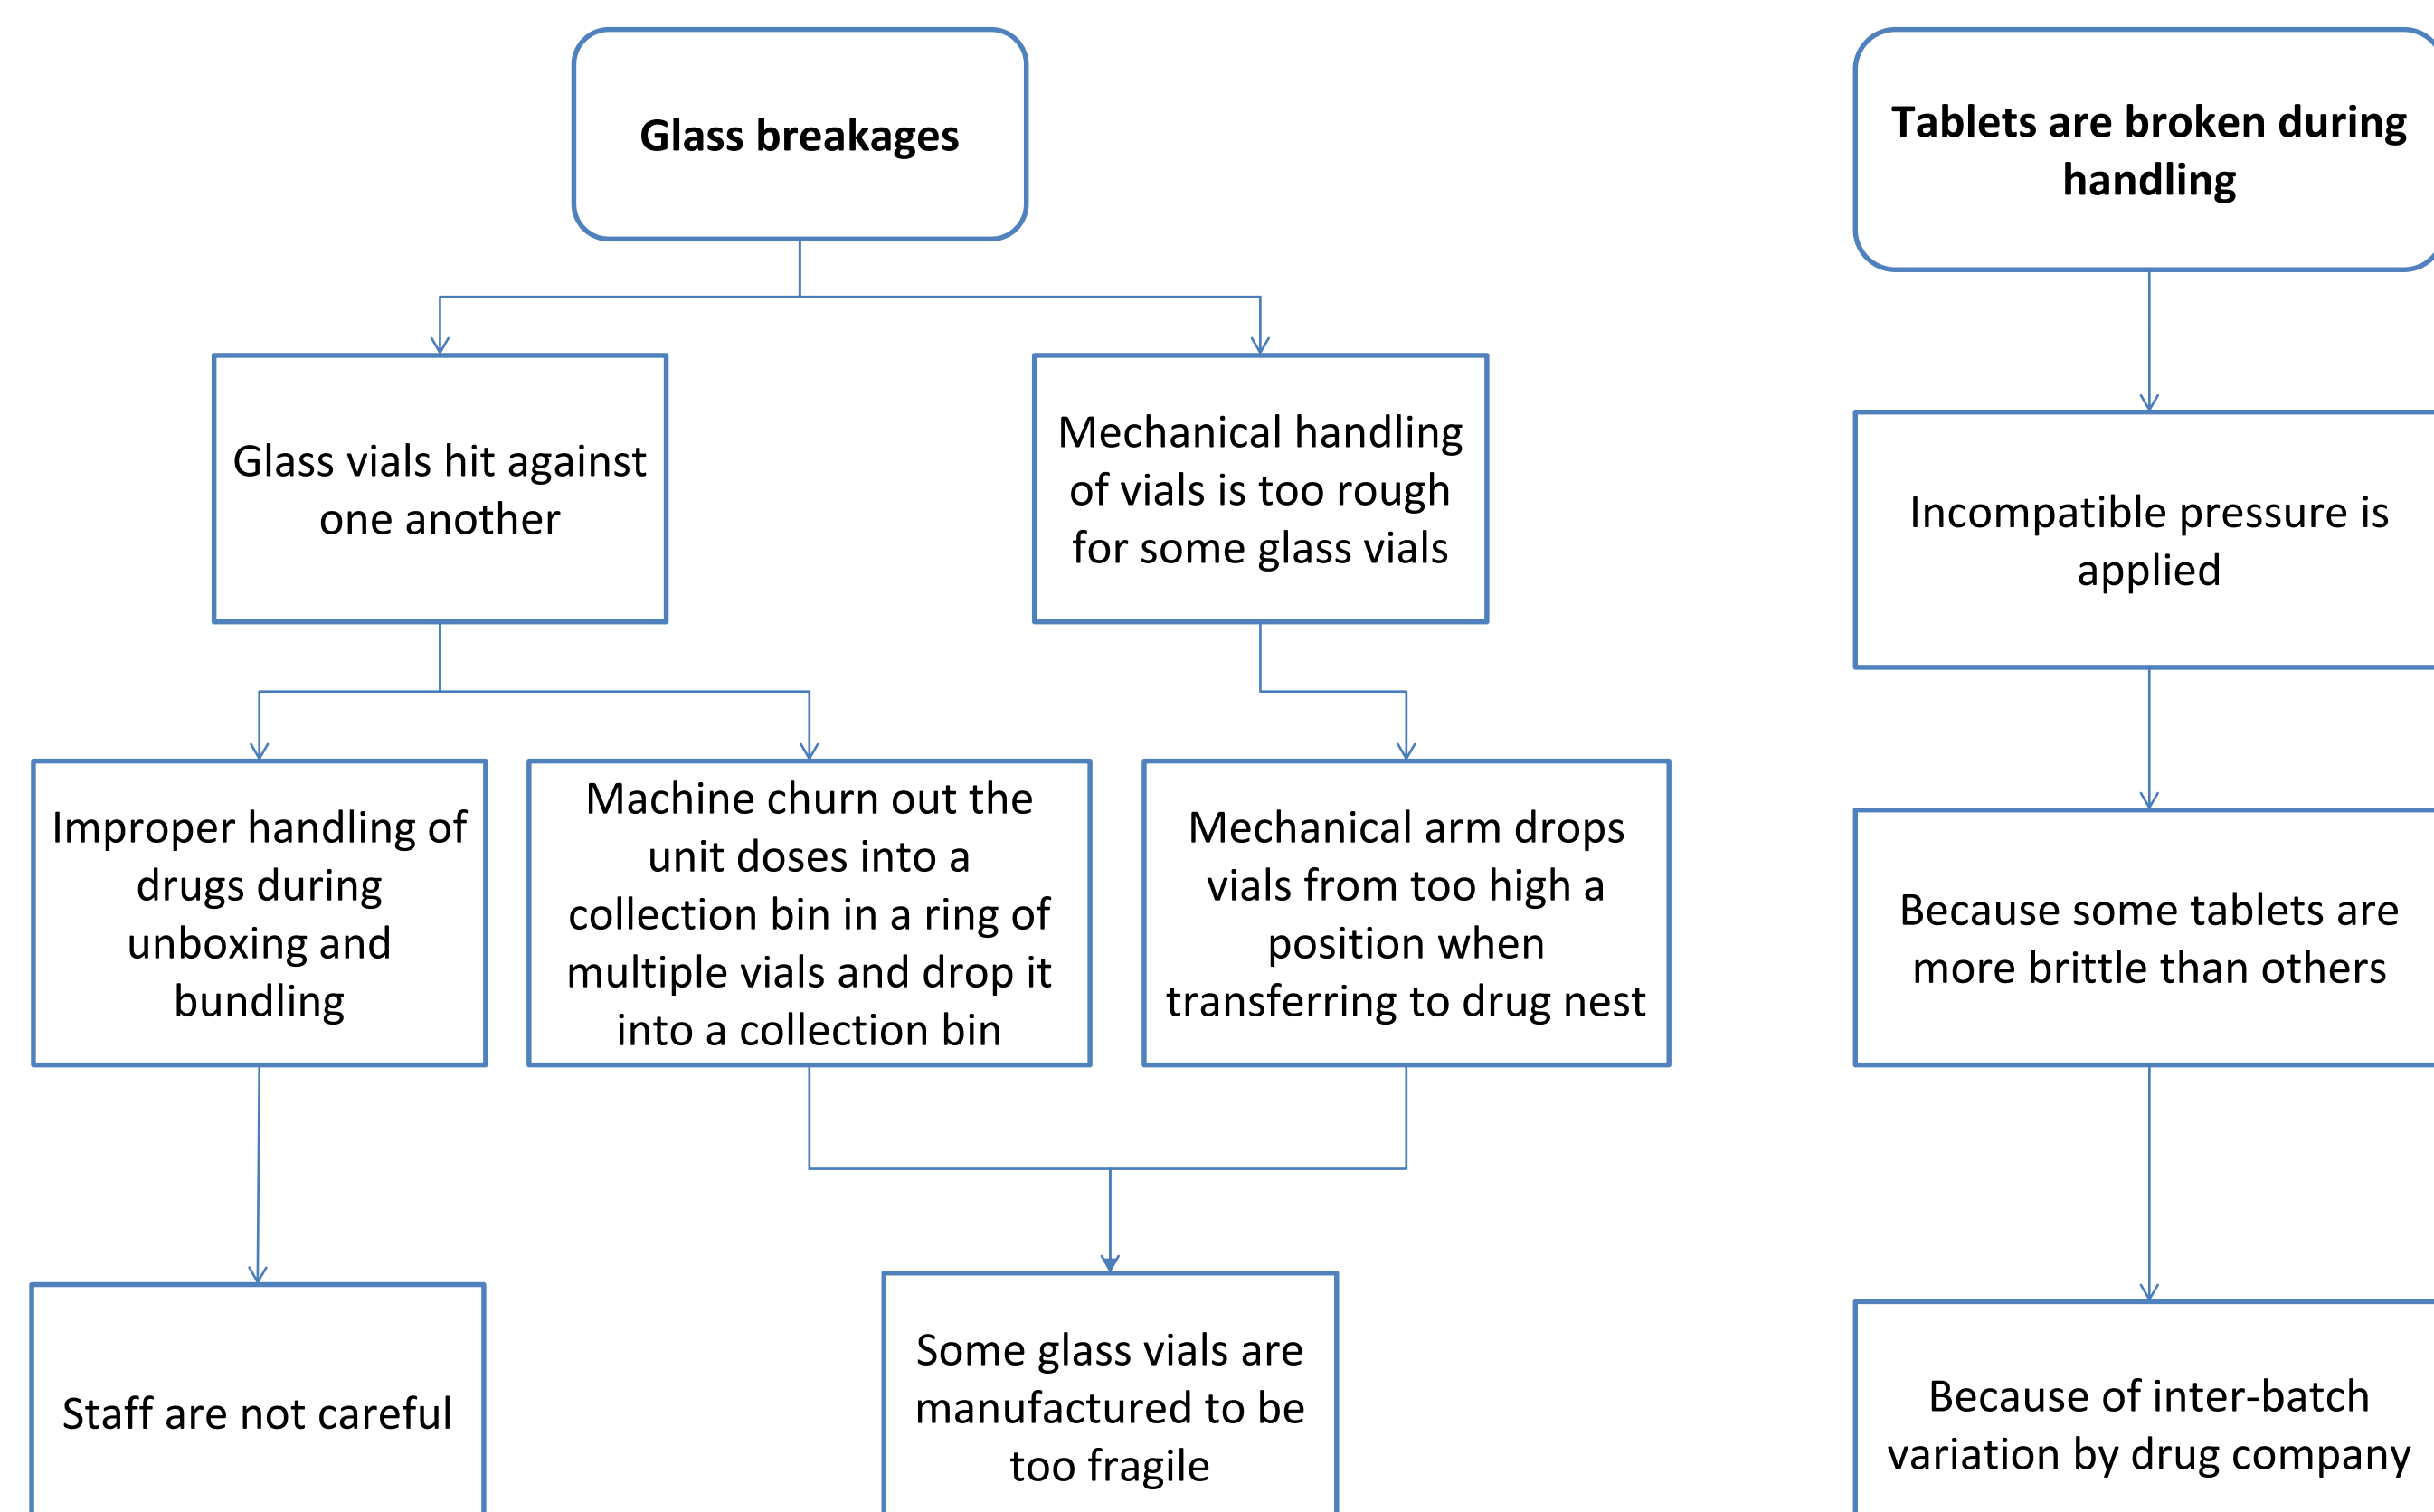 Glass breakages
Tablets are broken during
handling
Glass vials hit against
one another
Mechanical handling
of vials is too rough
for some glass vials
Incompatible pressure is
applied
Improper handling of
drugs during
unboxing and
bundling
Machine churn out the
unit doses into a
collection bin in a ring of
multiple vials and drop it
into a collection bin
Mechanical arm drops
vials from too high a
position when
transferring to drug nest
Because some tablets are
more brittle than others
Staff are not careful
Some glass vials are
manufactured to be
too fragile
Because of inter-batch
variation by drug company